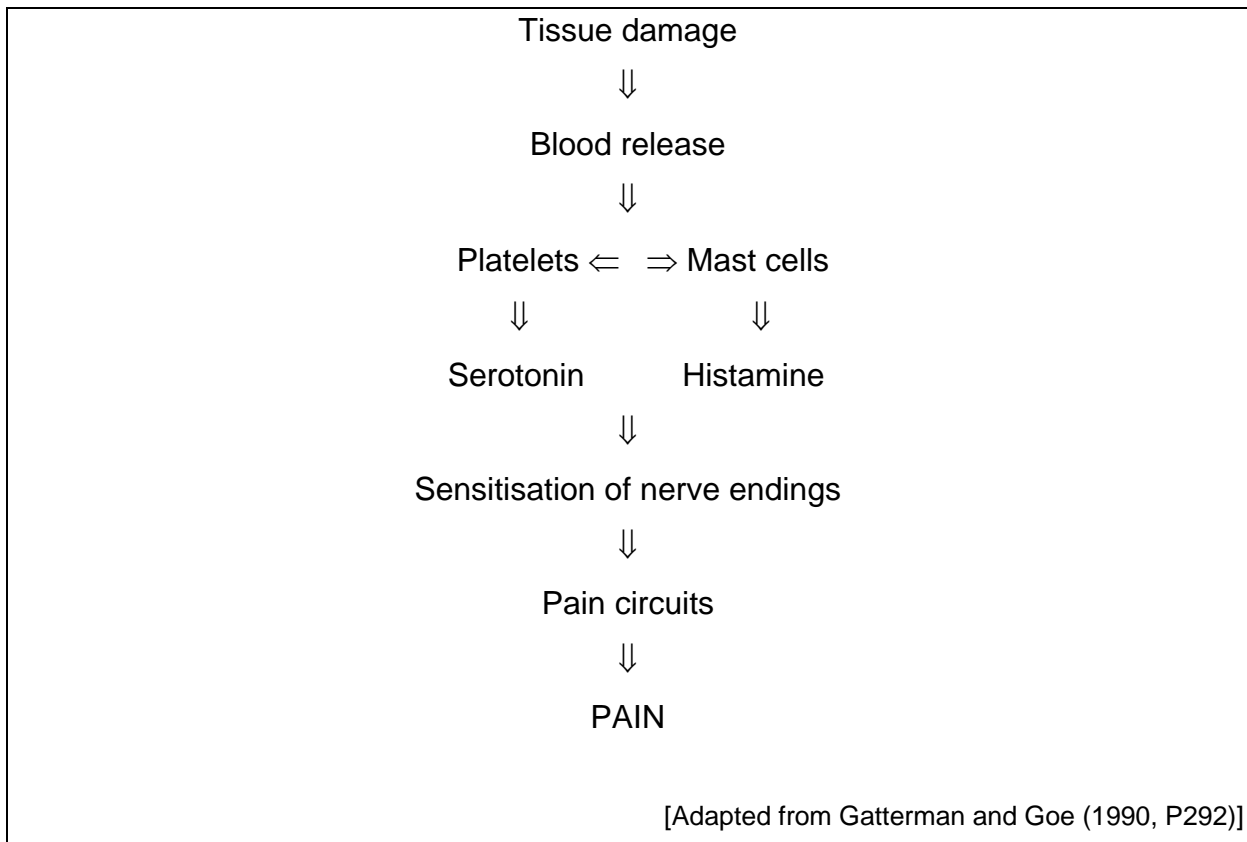 Tissue damage
⇓
Blood release
⇓
Platelets ⇐ ⇒ Mast cells
⇓ ⇓
Serotonin Histamine
⇓
Sensitisation of nerve endings
⇓
Pain circuits
⇓
PAIN
[Adapted from Gatterman and Goe (1990, P292)]